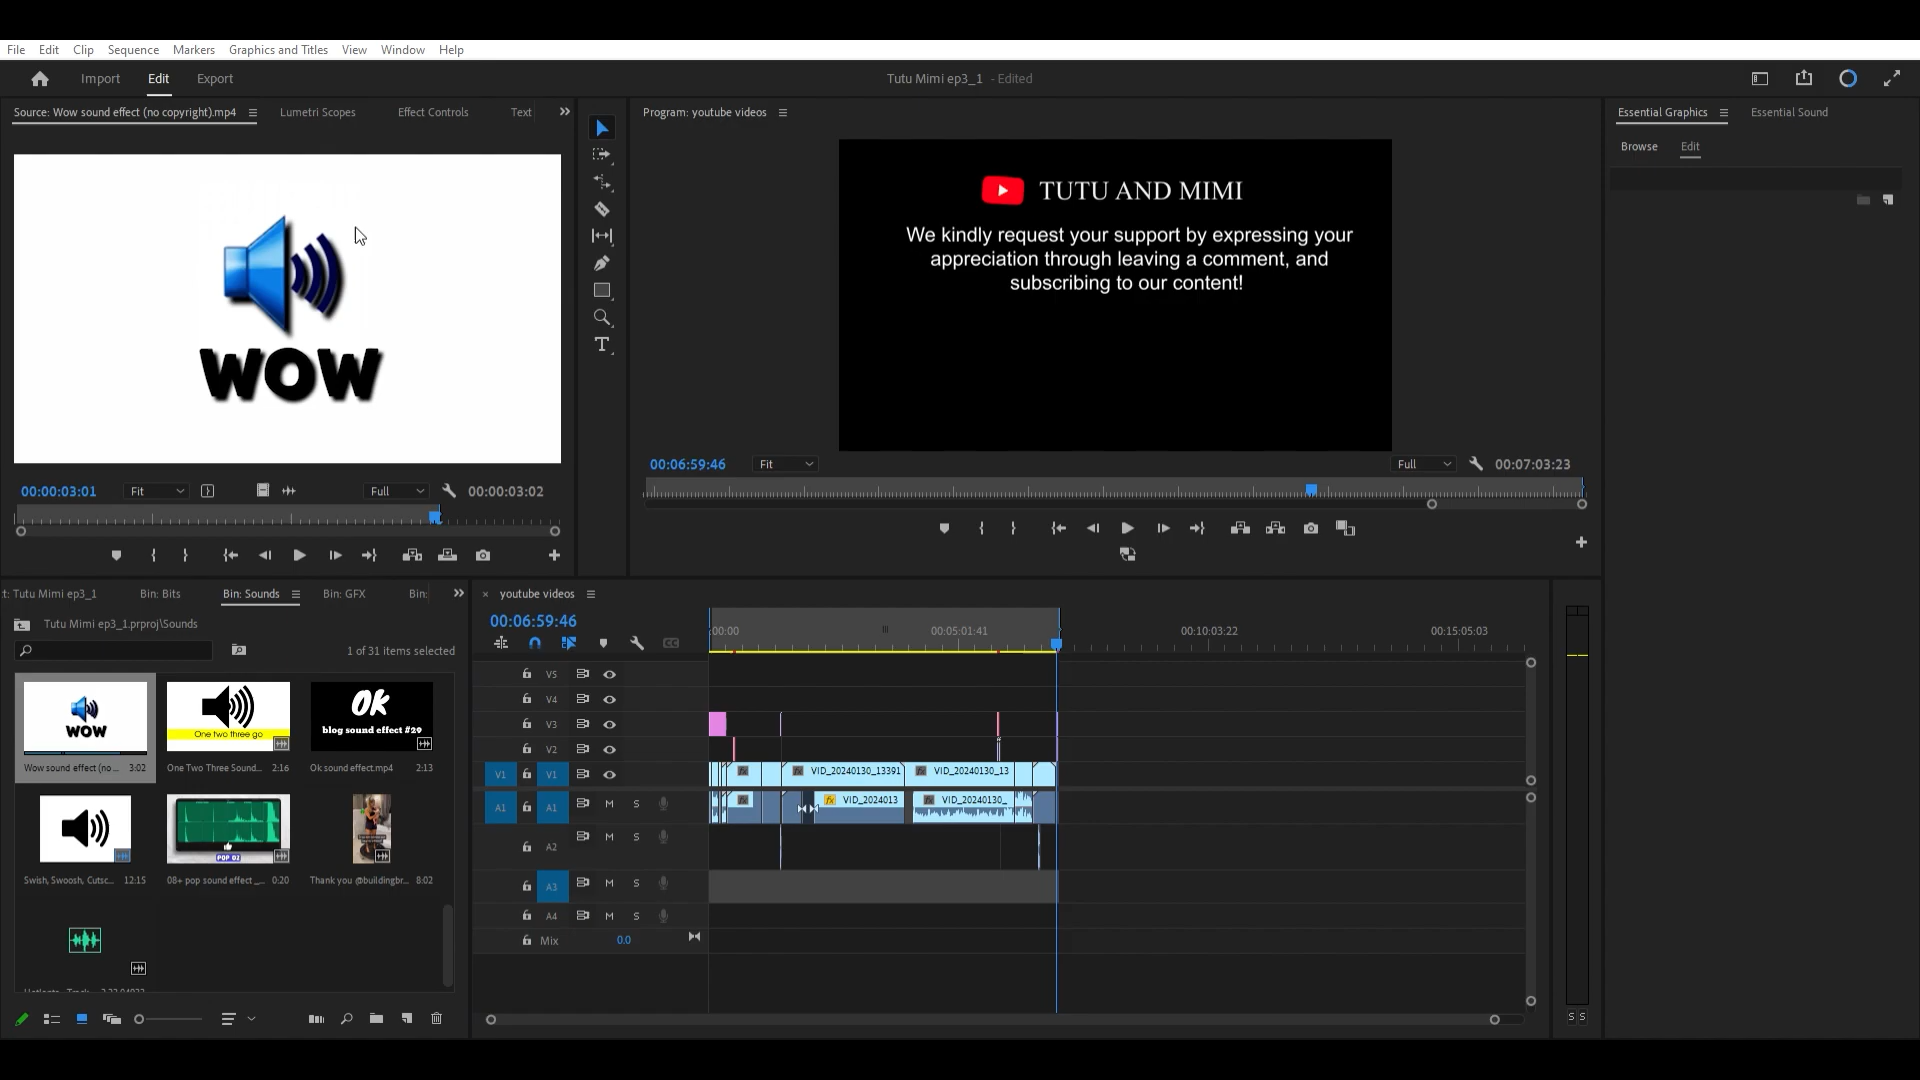 File Edit Clip Sequence Markers Graphics and Titles View Window Help
Import Edit Export Tutu Mimi ep3_1 - Edited
Source: Wow sound effect (no copyright).mp4 Lumetri Scopes Effect Controls Text
Program: youtube videos
Essential Graphics Essential Sound
Browse Edit
WOW
TUTU AND MIMI
We kindly request your support by expressing your
appreciation through leaving a comment, and
subscribing to our content!
00:00:03:01 Fit Full 00:00:03:02
00:06:59:46 Fit Full 00:07:03:23
t: Tutu Mimi ep3_1 Bin: Bits Bin: Sounds Bin: GFX Bin:
Tutu Mimi ep3_1.prproj\Sounds
1 of 31 items selected
WOW
One two three go
Ok
blog sound effect #29
Wow sound effect (no... 3:02 One Two Three Sound... 2:16 Ok sound effect.mp4 2:13
POP 02
Swish, Swoosh, Cutsc... 12:15 08+ pop sound effect_... 0:20 Thank you @buildingbr... 8:02
× youtube videos
00:06:59:46
:00:00 00:05:01:41 00:10:03:22 00:15:05:03
V5
V4
V3
V2
V1 V1 fx fx VID_20240130_13391 fx VID_20240130_13
A1 A1 M S fx fx VID_2024013 fx VID_20240130_
A2 M S
A3 M S
A4 M S
Mix 0.0
S S